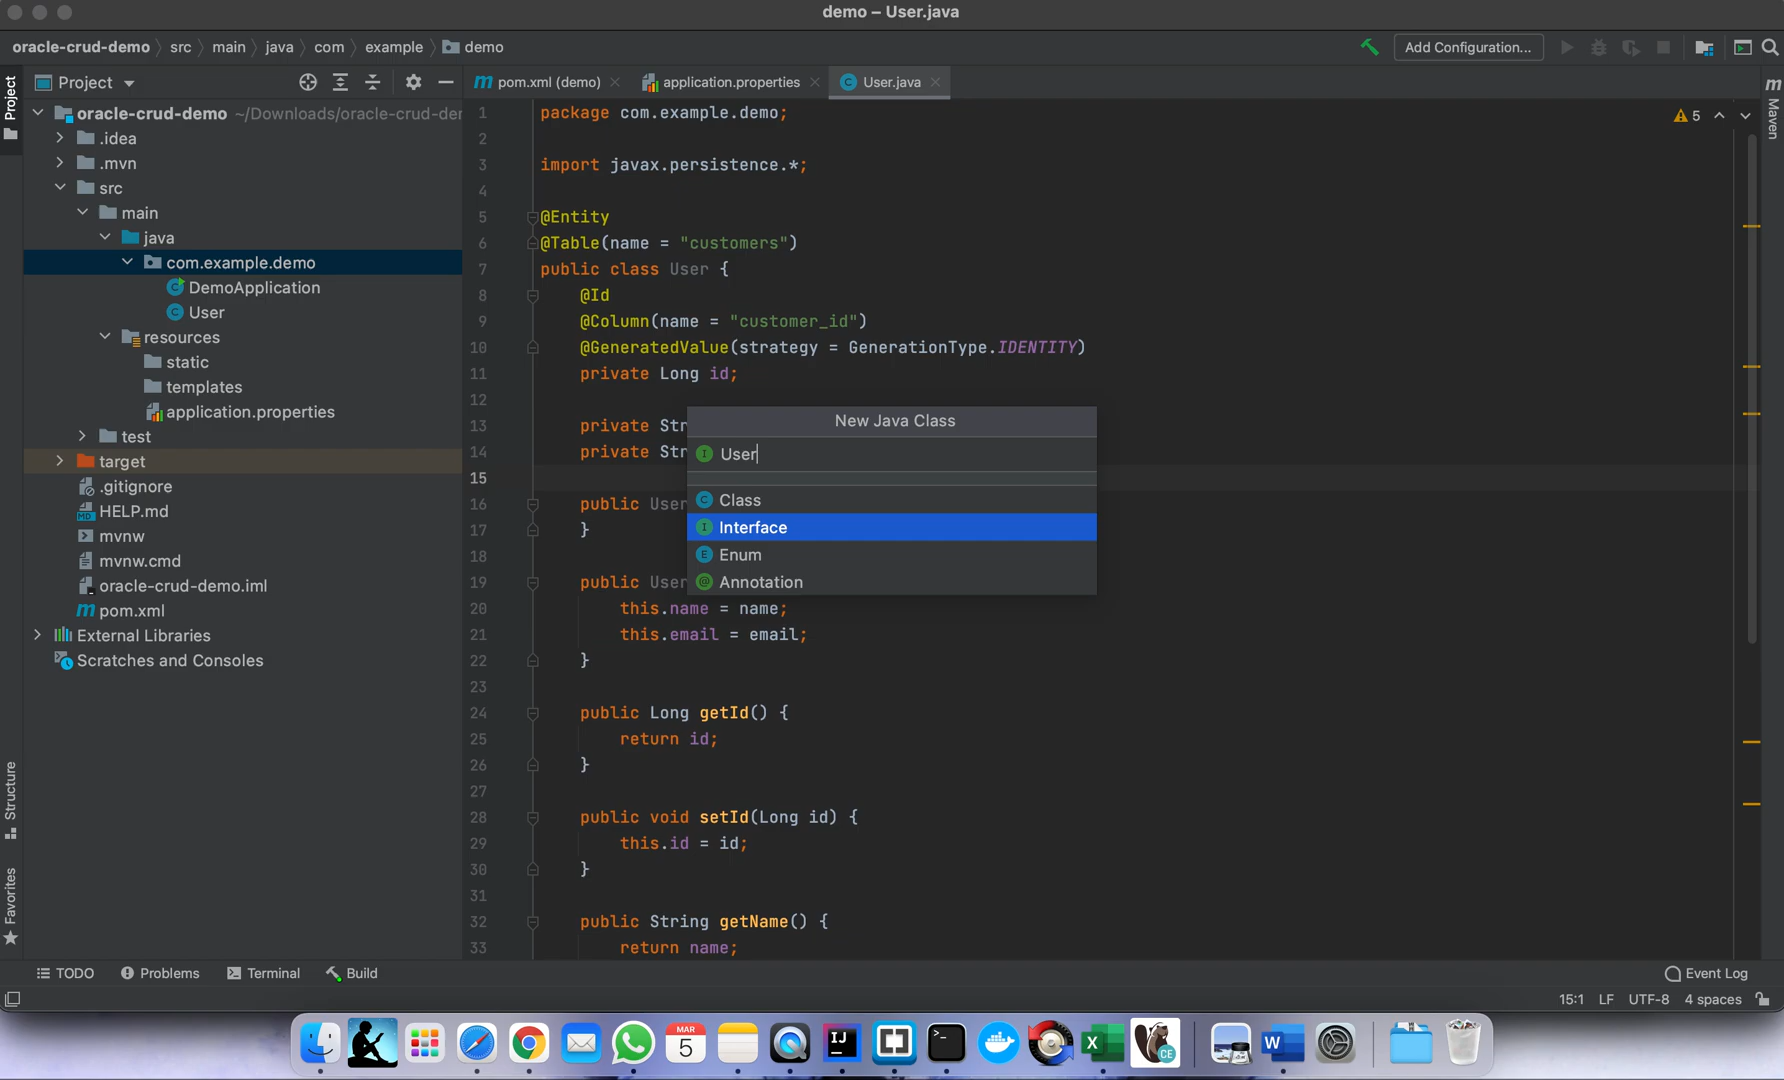 demo – User.java
oracle-crud-demo 〉 src 〉 main 〉 java 〉 com 〉 example 〉 demo
Add Configuration...
Project
pom.xml (demo)
application.properties
User.java
Project
Maven
Structure
Favorites
oracle-crud-demo ~/Downloads/oracle-crud-der
.idea
.mvn
src
main
java
com.example.demo
DemoApplication
User
resources
static
templates
application.properties
test
target
.gitignore
HELP.md
mvnw
mvnw.cmd
oracle-crud-demo.iml
pom.xml
External Libraries
Scratches and Consoles
5
1 package com.example.demo;
2
3 import javax.persistence.*;
4
5 @Entity
6 @Table(name = "customers")
7 public class User {
8 @Id
9 @Column(name = "customer_id")
10 @GeneratedValue(strategy = GenerationType.IDENTITY)
11 private Long id;
12
13 private Str
14 private Str
15
16 public User
17 }
18
19 public User
20 this.name = name;
21 this.email = email;
22 }
23
24 public Long getId() {
25 return id;
26 }
27
28 public void setId(Long id) {
29 this.id = id;
30 }
31
32 public String getName() {
33 return name;
New Java Class
User
Class
Interface
Enum
Annotation
TODO
Problems
Terminal
Build
Event Log
15:1 LF UTF-8 4 spaces
MAR
5
IJ
X
CE
W